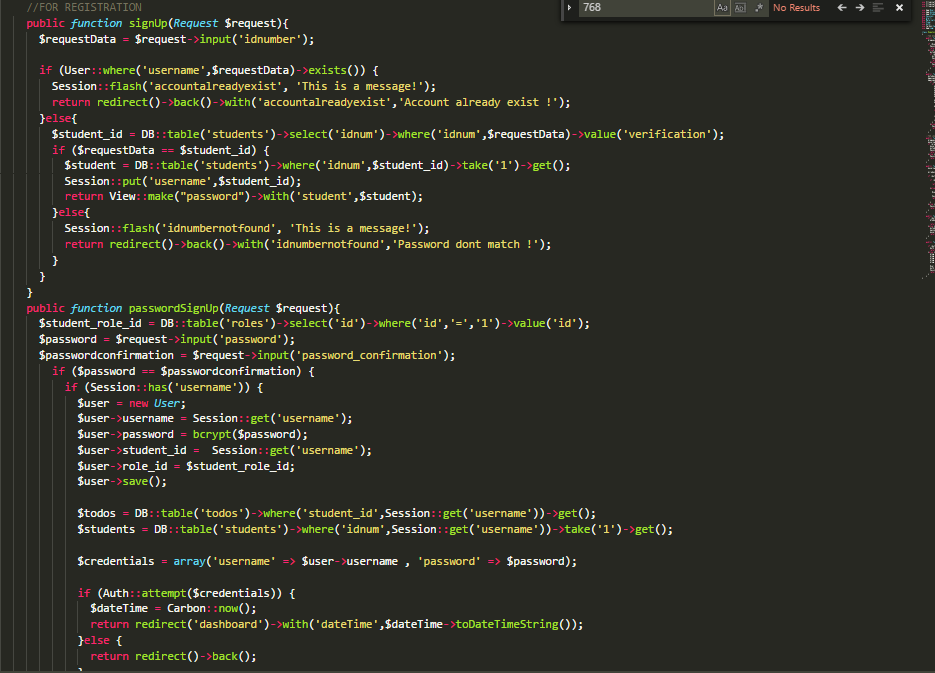 //FOR REGISTRATION
768
Aa
No Results
public function signUp(Request $request){
$requestData = $request->input('idnumber');
if (User::where('username',$requestData)->exists()) {
Session::flash('accountalreadyexist', 'This is a message!');
return redirect()->back()->with('accountalreadyexist','Account already exist !');
}else{
$student_id = DB::table('students')->select('idnum')->where('idnum',$requestData)->value('verification');
if ($requestData == $student_id) {
$student = DB::table('students')->where('idnum',$student_id)->take('1')->get();
Session::put('username',$student_id);
return View::make("password")->with('student',$student);
}else{
Session::flash('idnumbernotfound', 'This is a message!');
return redirect()->back()->with('idnumbernotfound','Password dont match !');
}
}
}
public function passwordSignUp(Request $request){
$student_role_id = DB::table('roles')->select('id')->where('id','=','1')->value('id');
$password = $request->input('password');
$passwordconfirmation = $request->input('password_confirmation');
if ($password == $passwordconfirmation) {
if (Session::has('username')) {
$user = new User;
$user->username = Session::get('username');
$user->password = bcrypt($password);
$user->student_id =  Session::get('username');
$user->role_id = $student_role_id;
$user->save();
$todos = DB::table('todos')->where('student_id',Session::get('username'))->get();
$students = DB::table('students')->where('idnum',Session::get('username'))->take('1')->get();
$credentials = array('username' => $user->username , 'password' => $password);
if (Auth::attempt($credentials)) {
$dateTime = Carbon::now();
return redirect('dashboard')->with('dateTime',$dateTime->toDateTimeString());
}else {
return redirect()->back();